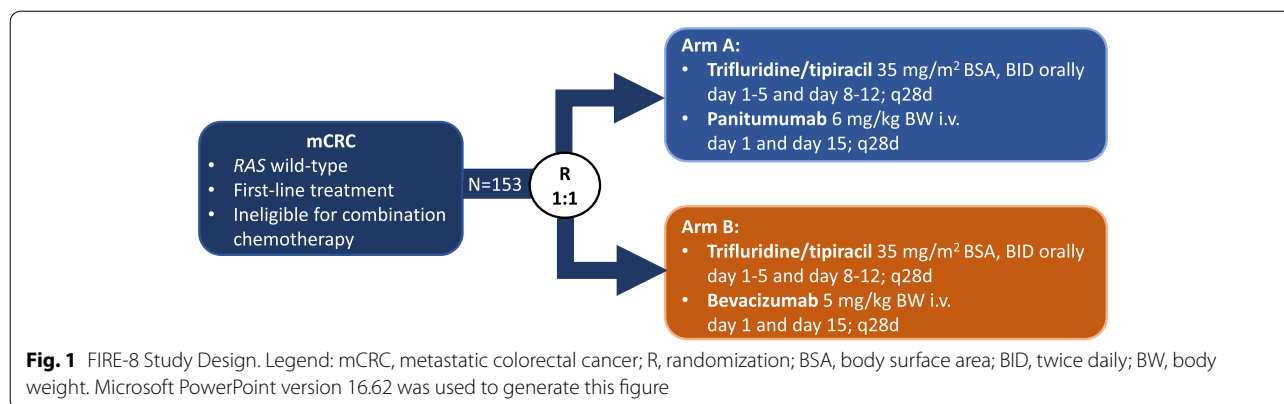 mCRC
• RAS wild-type
• First-line treatment
• Ineligible for combination
chemotherapy
N=153
R
1:1
Arm A:
• Trifluridine/tipiracil 35 mg/m² BSA, BID orally
day 1-5 and day 8-12; q28d
• Panitumumab 6 mg/kg BW i.v.
day 1 and day 15; q28d
Arm B:
• Trifluridine/tipiracil 35 mg/m² BSA, BID orally
day 1-5 and day 8-12; q28d
• Bevacizumab 5 mg/kg BW i.v.
day 1 and day 15; q28d
Fig. 1 FIRE-8 Study Design. Legend: mCRC, metastatic colorectal cancer; R, randomization; BSA, body surface area; BID, twice daily; BW, body
weight. Microsoft PowerPoint version 16.62 was used to generate this figure